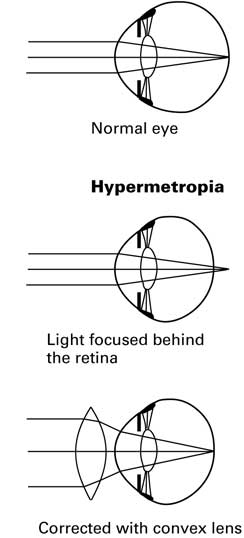 Normal eye
Hypermetropia
Light focused behind
the retina
Corrected with convex lens